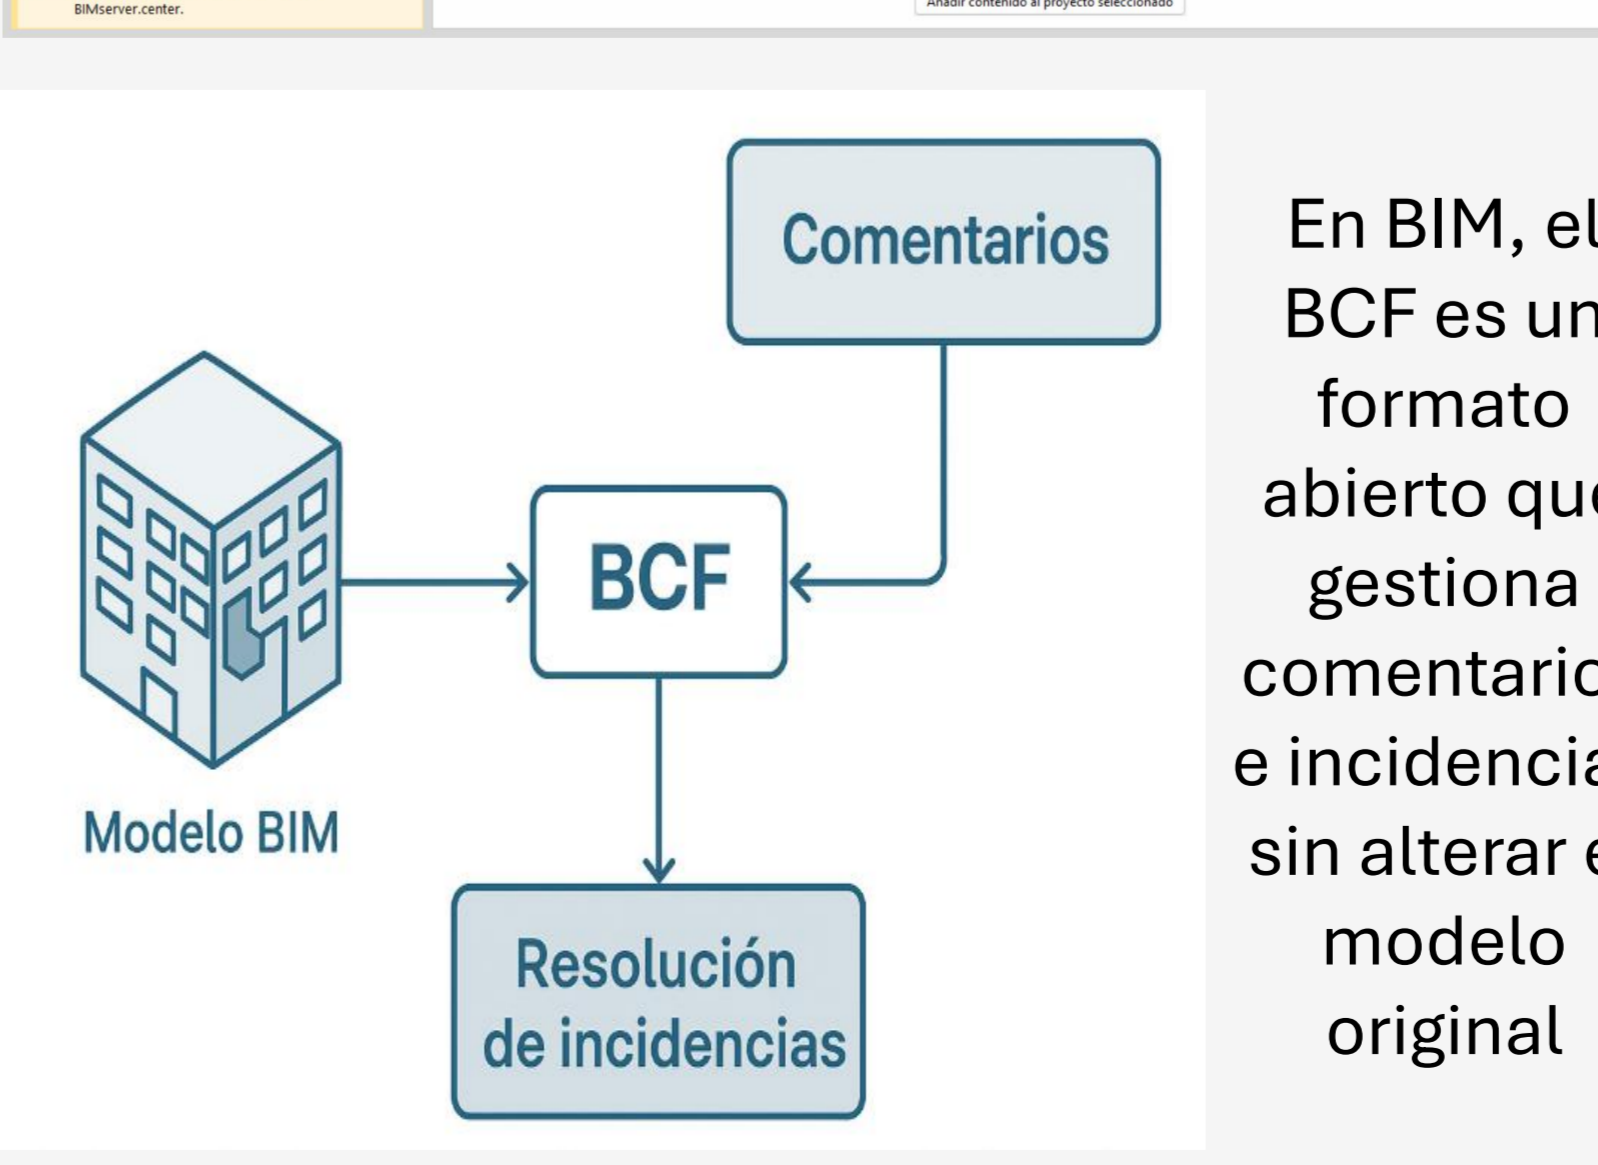 BIMserver.center.
Añadir contenido al proyecto seleccionado
Comentarios
BCF
Modelo BIM
Resolución
de incidencias
En BIM, el
BCF es un
formato
abierto que
gestiona
comentario
e incidencia
sin alterar e
modelo
original